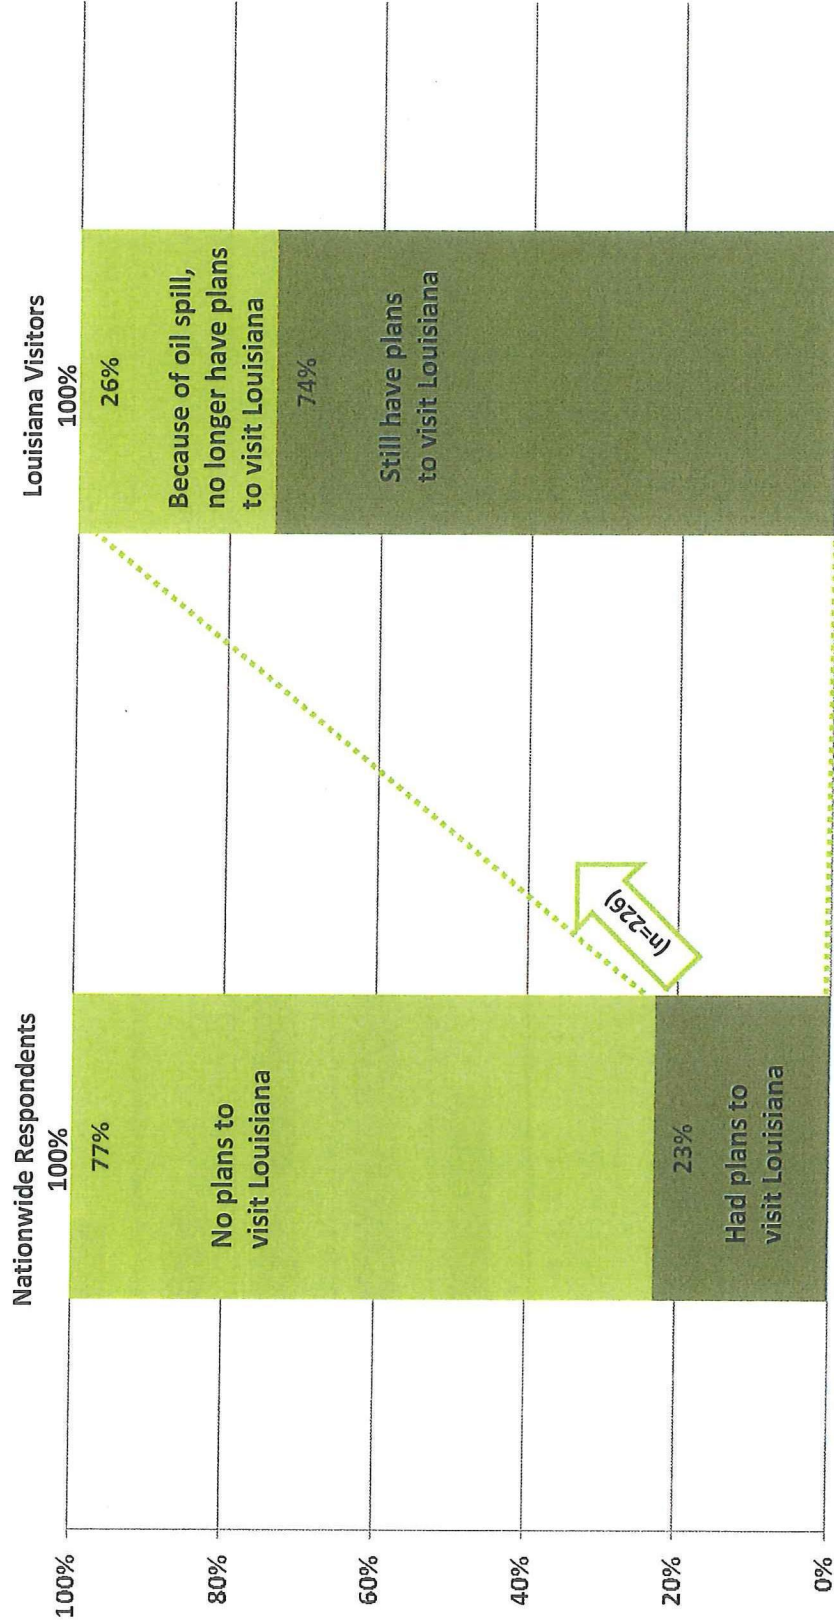 Nationwide Respondents
100%
77%
No plans to
visit Louisiana
23%
Had plans to
visit Louisiana
(n=226)
Louisiana Visitors
100%
26%
Because of oil spill,
no longer have plans
to visit Louisiana
74%
Still have plans
to visit Louisiana
100%
80%
60%
40%
20%
0%